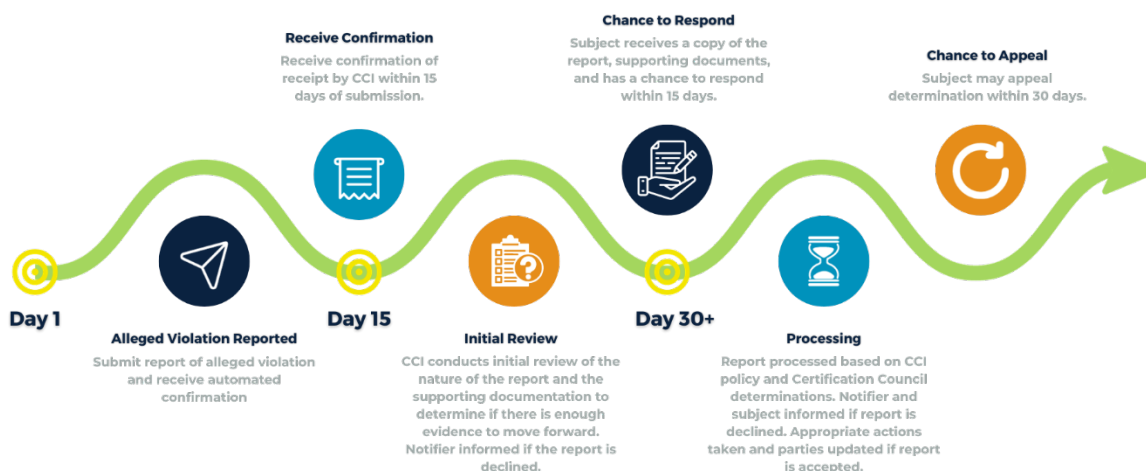 Receive Confirmation
Receive confirmation of
receipt by CCI within 15
days of submission.
Chance to Respond
Subject receives a copy of the
report, supporting documents,
and has a chance to respond
within 15 days.
Chance to Appeal
Subject may appeal
determination within 30 days.
Day 1
Day 15
Day 30+
Alleged Violation Reported
Submit report of alleged violation
and receive automated
confirmation
Initial Review
CCI conducts initial review of the
nature of the report and the
supporting documentation to
determine if there is enough
evidence to move forward.
Notifier informed if the report is
declined.
Processing
Report processed based on CCI
policy and Certification Council
determinations. Notifier and
subject informed if report is
declined. Appropriate actions
taken and parties updated if report
is accepted.